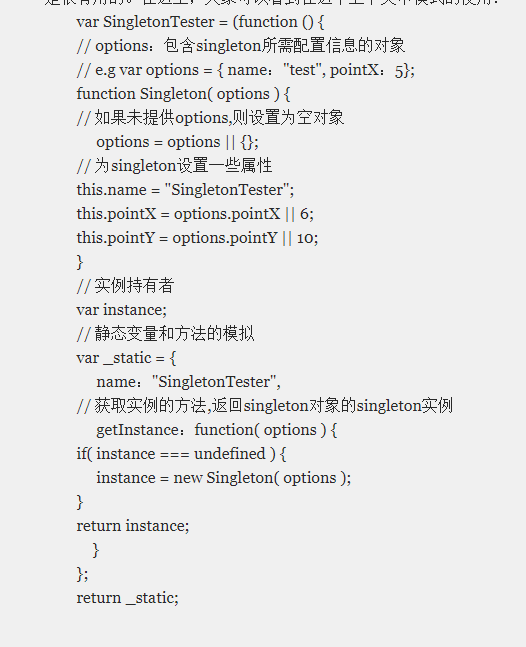 var SingletonTester = (function () {
// options：包含singleton所需配置信息的对象
// e.g var options = { name："test", pointX：5};
function Singleton( options ) {
// 如果未提供options,则设置为空对象
options = options || {};
// 为singleton设置一些属性
this.name = "SingletonTester";
this.pointX = options.pointX || 6;
this.pointY = options.pointY || 10;
}
// 实例持有者
var instance;
// 静态变量和方法的模拟
var _static = {
name："SingletonTester",
// 获取实例的方法,返回singleton对象的singleton实例
getInstance：function( options ) {
if( instance === undefined ) {
instance = new Singleton( options );
}
return instance;
}
};
return _static;